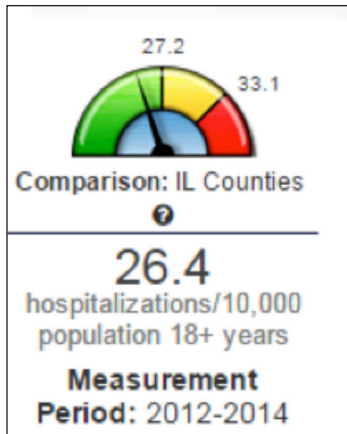 27.2
33.1
Comparison: IL Counties
?
26.4
hospitalizations/10,000
population 18+ years
Measurement
Period: 2012-2014